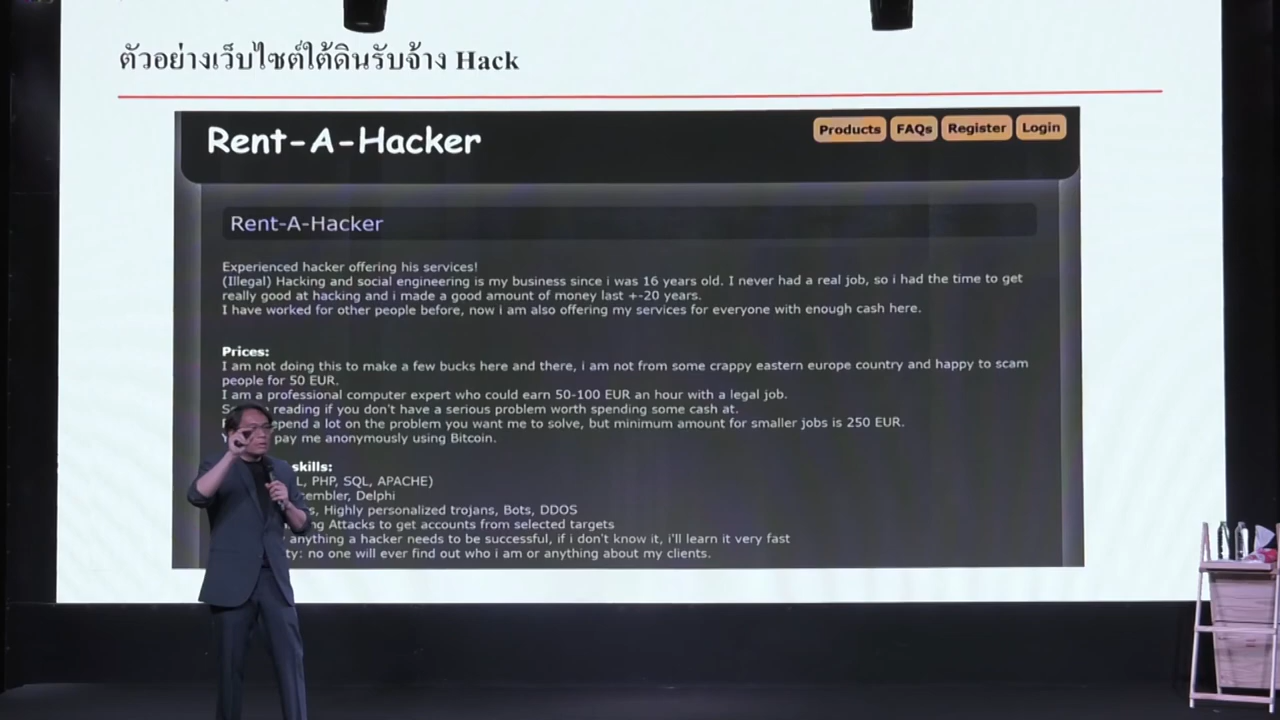 ตัวอย่างเว็บไซต์ใต้ดินรับจ้าง Hack
Rent-A-Hacker
Products FAQs Register Login
Rent-A-Hacker
Experienced hacker offering his services!
(Illegal) Hacking and social engineering is my business since i was 16 years old. I never had a real job, so i had the time to get
really good at hacking and i made a good amount of money last +-20 years.
I have worked for other people before, now i am also offering my services for everyone with enough cash here.
Prices:
I am not doing this to make a few bucks here and there, i am not from some crappy eastern europe country and happy to scam
people for 50 EUR.
I am a professional computer expert who could earn 50-100 EUR an hour with a legal job.
reading if you don't have a serious problem worth spending some cash at.
a lot on the problem you want me to solve, but minimum amount for smaller jobs is 250 EUR.
pay me anonymously using Bitcoin.
skills:
PHP, SQL, APACHE)
Delphi
Highly personalized trojans, Bots, DDOS
Attacks to get accounts from selected targets
anything a hacker needs to be successful, if i don't know it, i'll learn it very fast
no one will ever find out who i am or anything about my clients.